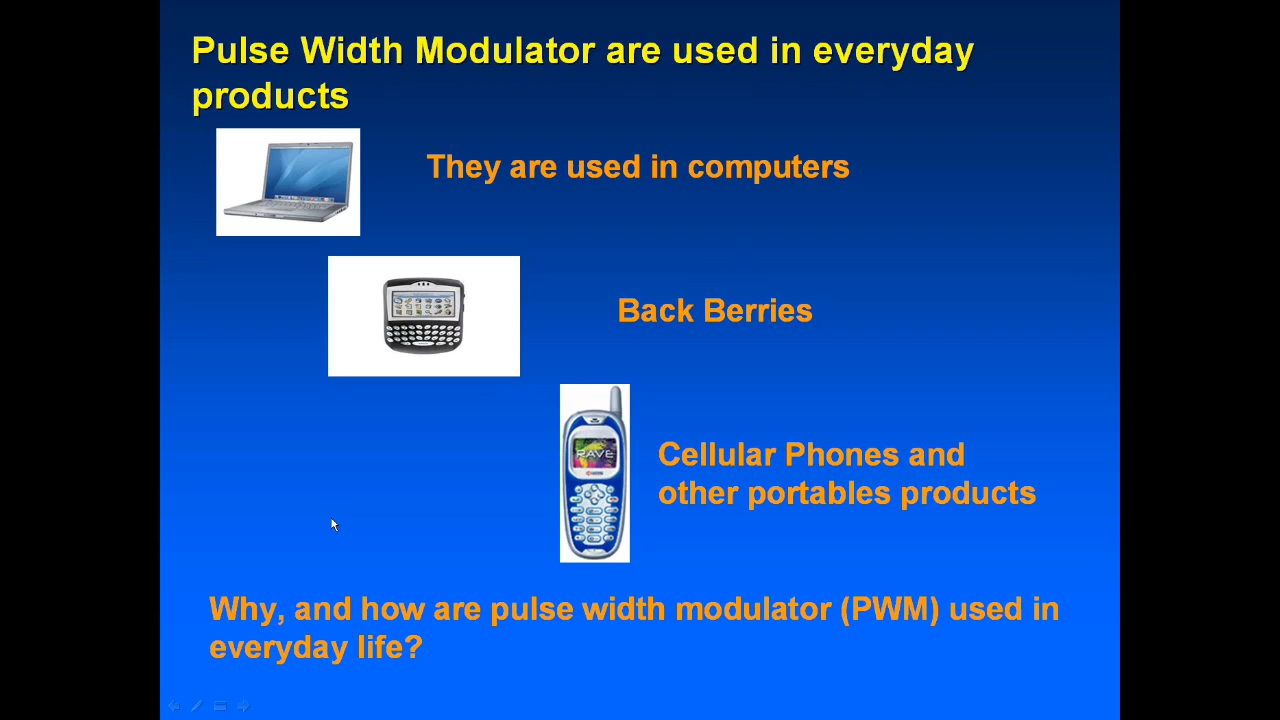 Pulse Width Modulator are used in everyday
products
They are used in computers
Back Berries
RAVE
Cellular Phones and
other portables products
Why, and how are pulse width modulator (PWM) used in
everyday life?